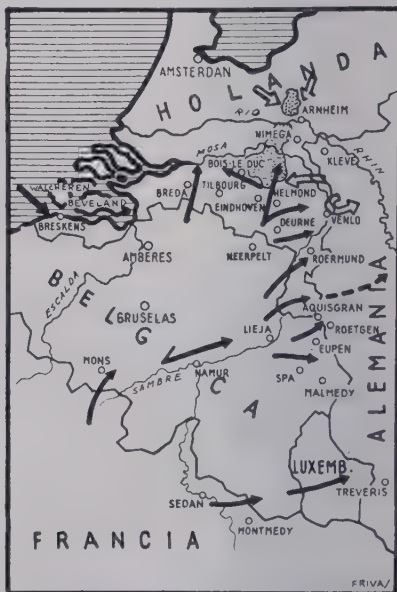 AMSTERDAM
HOLANDA
RIO
ARNHEIM
NIMEGA
MOSA
KLEVE
RHIN
BOIS-LE DUC
WALCHEREN
BEVELAND
BREDA
TILBOURG
HELMOND
EINDHOVEN
BRESKENS
DEURNE
VENLO
AMBERES
NEERPELT
ROERMUND
ESCALDA
BELGICA
BRUSELAS
AQUISGRAN
LIEJA
ROETGEN
EUPEN
ALEMANIA
MONS
SAMBRE
NAMUR
SPA
MALMEDY
LUXEMB.
TREVERIS
SEDAN
MONTMEDY
FRANCIA
FRIVAS